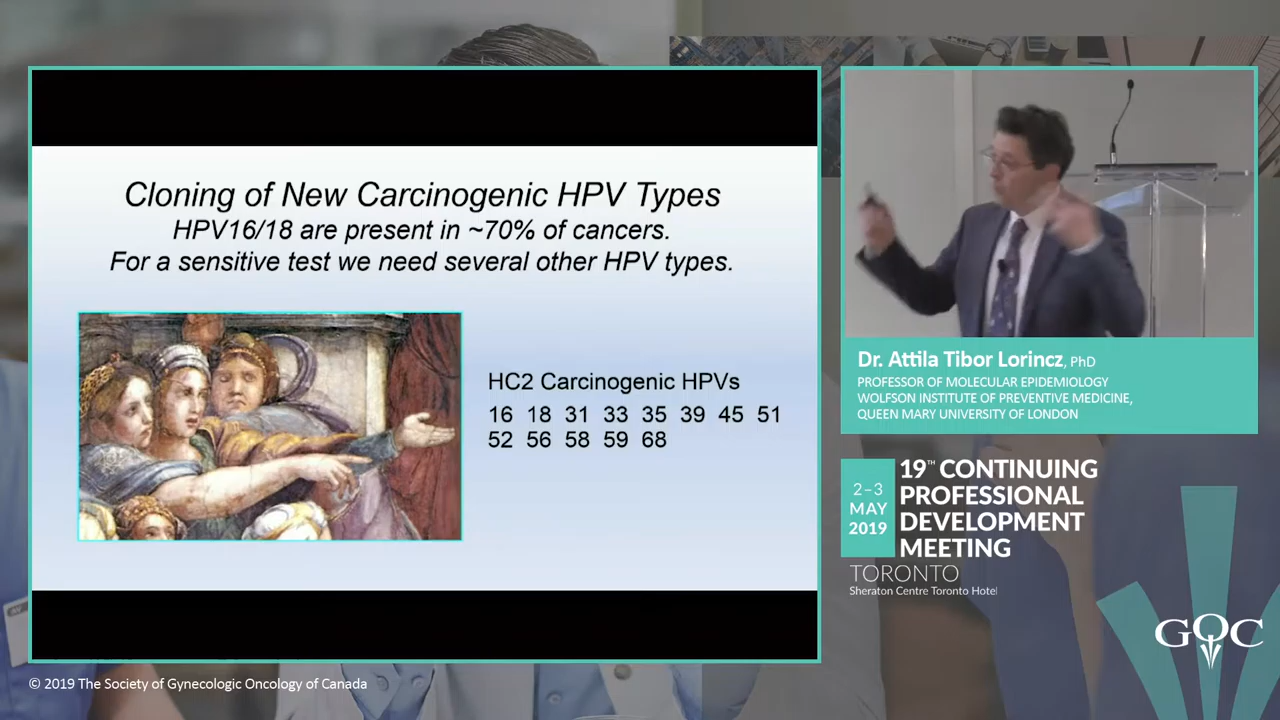 Cloning of New Carcinogenic HPV Types
HPV16/18 are present in ~70% of cancers.
For a sensitive test we need several other HPV types.
HC2 Carcinogenic HPVs
16 18 31 33 35 39 45 51
52 56 58 59 68
Dr. Attila Tibor Lorincz, PhD
PROFESSOR OF MOLECULAR EPIDEMIOLOGY
WOLFSON INSTITUTE OF PREVENTIVE MEDICINE,
QUEEN MARY UNIVERSITY OF LONDON
2–3
MAY
2019
19TH CONTINUING
PROFESSIONAL
DEVELOPMENT
MEETING
TORONTO
Sheraton Centre Toronto Hotel
GOC
© 2019 The Society of Gynecologic Oncology of Canada